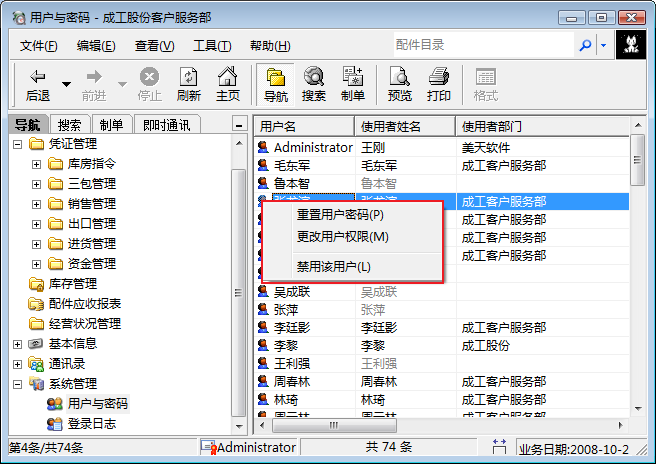 用户与密码 - 成工股份客户服务部
文件(F) 编辑(E) 查看(V) 工具(T) 帮助(H) 配件目录
后退 前进 停止 刷新 主页 导航 搜索 制单 预览 打印 格式
导航 搜索 制单 即时通讯
用户名 使用者姓名 使用者部门
凭证管理
库房指令
三包管理
销售管理
出口管理
进货管理
资金管理
库存管理
配件应收报表
经营状况管理
基本信息
通讯录
系统管理
用户与密码
登录日志
Administrator 王刚 美天软件
毛东军 毛东军 成工客户服务部
鲁本智 鲁本智
成工客户服务部
重置用户密码(P)
成工客户服务部
更改用户权限(M)
成工客户服务部
成工客户服务部
禁用该用户(L)
吴成联 吴成联
张萍 张萍
李廷影 李廷影 成工客户服务部
李黎 李黎 成工股份
王利强 王利强
周春林 周春林 成工客户服务部
林琦 林琦 成工客户服务部
第4条/共74条 Administrator 共 74 条 业务日期:2008-10-2